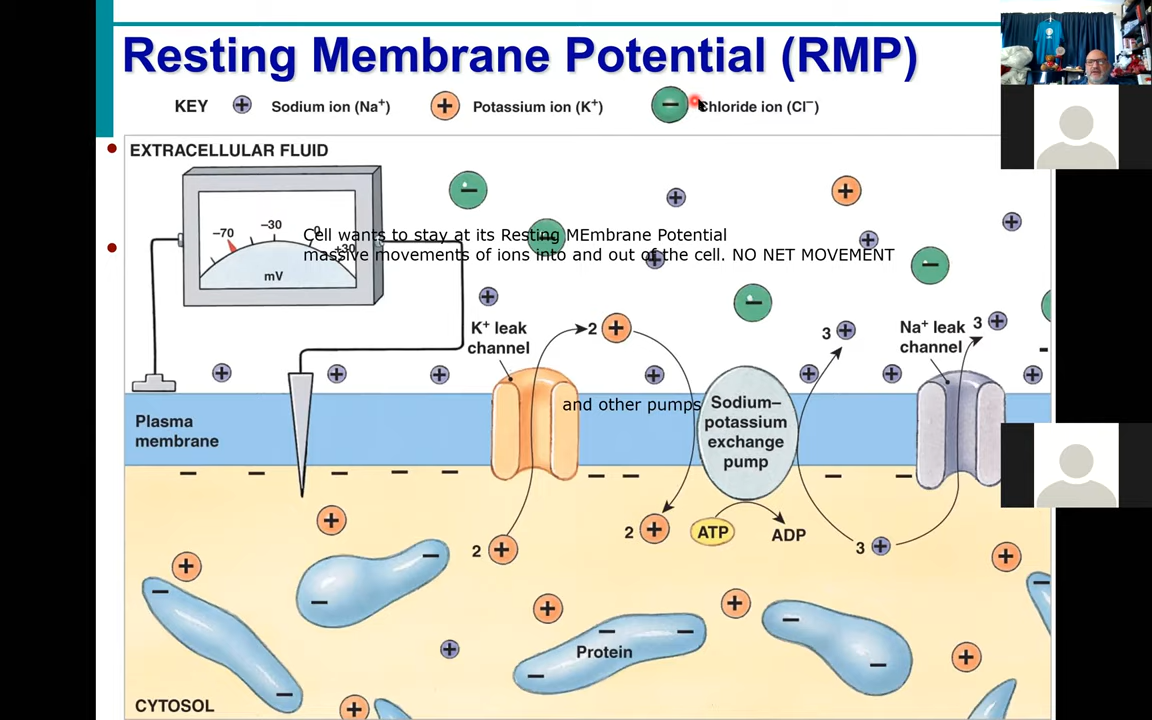 Resting Membrane Potential (RMP)
KEY
Sodium ion (Na⁺)
Potassium ion (K⁺)
Chloride ion (Cl⁻)
EXTRACELLULAR FLUID
–70
–30
0
+30
mV
Cell wants to stay at its Resting MEmbrane Potential
massive movements of ions into and out of the cell. NO NET MOVEMENT
K⁺ leak
channel
2
3
Na⁺ leak
channel
3
Plasma
membrane
and other pumps
Sodium–
potassium
exchange
pump
2
2
ATP
ADP
3
Protein
CYTOSOL